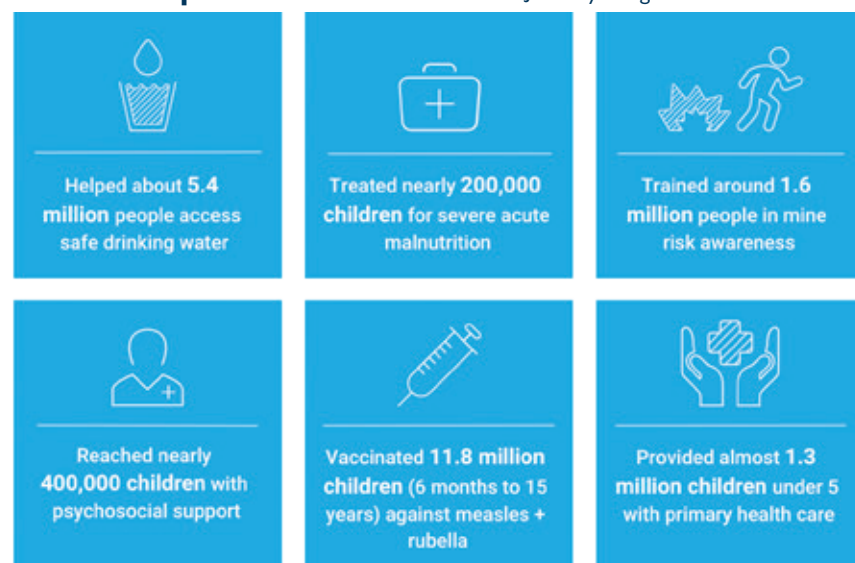 Helped about 5.4
million people access
safe drinking water
Treated nearly 200,000
children for severe acute
malnutrition
Trained around 1.6
million people in mine
risk awareness
Reached nearly
400,000 children with
psychosocial support
Vaccinated 11.8 million
children (6 months to 15
years) against measles +
rubella
Provided almost 1.3
million children under 5
with primary health care